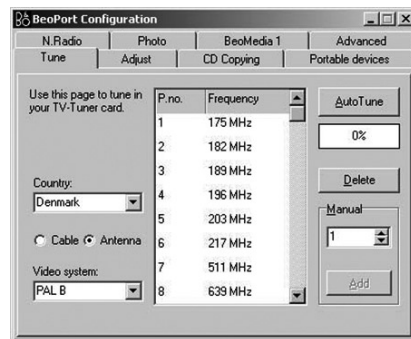 BeoPort Configuration
N.Radio Photo BeoMedia 1 Advanced
Tune Adjust CD Copying Portable devices
Use this page to tune in
your TV-Tuner card.
Country:
Denmark
Cable Antenna
Video system:
PAL B
P.no. Frequency
1 175 MHz
2 182 MHz
3 189 MHz
4 196 MHz
5 203 MHz
6 217 MHz
7 511 MHz
8 639 MHz
AutoTune
0%
Delete
Manual
1
Add